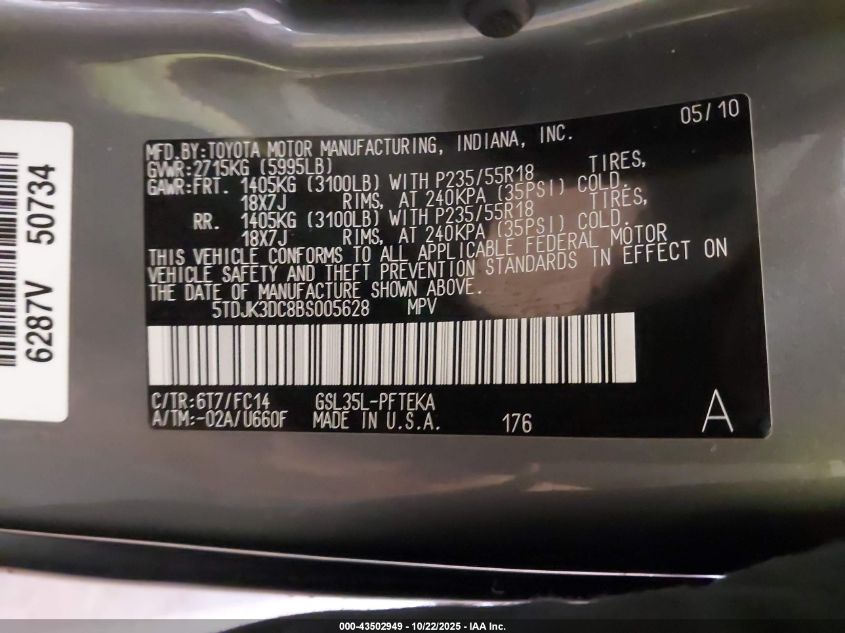 05/10
MFD.BY:TOYOTA MOTOR MANUFACTURING, INDIANA, INC.
GVWR:2715KG (5995LB)
GAWR:FRT. 1405KG (3100LB) WITH P235/55R18 TIRES,
18X7J RIMS, AT 240KPA (35PSI) COLD.
RR. 1405KG (3100LB) WITH P235/55R18 TIRES,
18X7J RIMS, AT 240KPA (35PSI) COLD.
THIS VEHICLE CONFORMS TO ALL APPLICABLE FEDERAL MOTOR
VEHICLE SAFETY AND THEFT PREVENTION STANDARDS IN EFFECT ON
THE DATE OF MANUFACTURE SHOWN ABOVE.
5TDJK3DC8BS005628 MPV
C/TR:6T7/FC14 GSL35L-PFTEKA
A/TM:-02A/U660F MADE IN U.S.A. 176 A
6287V 50734
000-43502949 - 10/22/2025 - IAA Inc.